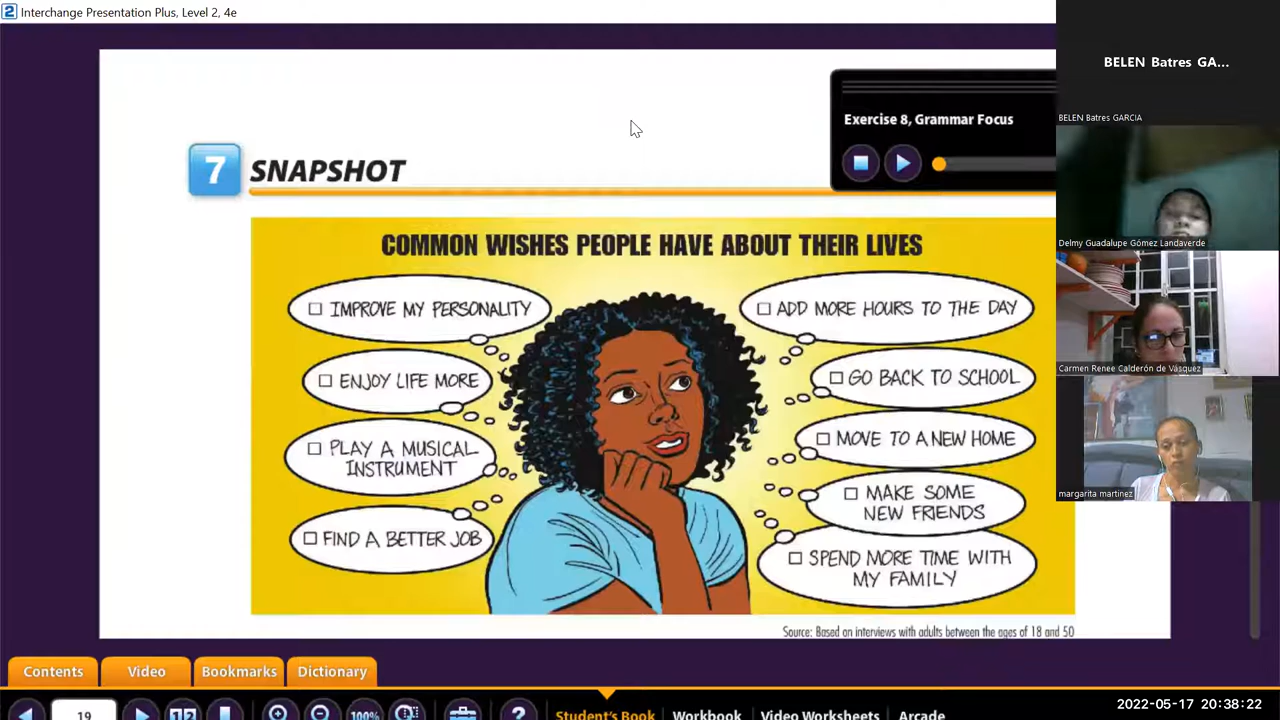 Interchange Presentation Plus, Level 2, 4e
BELEN Batres GA...
BELEN Batres GARCIA
Exercise 8, Grammar Focus
7 SNAPSHOT
COMMON WISHES PEOPLE HAVE ABOUT THEIR LIVES
IMPROVE MY PERSONALITY
ENJOY LIFE MORE
PLAY A MUSICAL
INSTRUMENT
FIND A BETTER JOB
ADD MORE HOURS TO THE DAY
GO BACK TO SCHOOL
MOVE TO A NEW HOME
MAKE SOME
NEW FRIENDS
SPEND MORE TIME WITH
MY FAMILY
Source: Based on interviews with adults between the ages of 18 and 50
Delmy Guadalupe Gómez Landaverde
Carmen Renee Calderón de Vásquez
margarita martinez
Contents
Video
Bookmarks
Dictionary
19
1 2
100%
?
Student's Book
Workbook
Video Worksheets
Arcade
2022-05-17 20:38:22